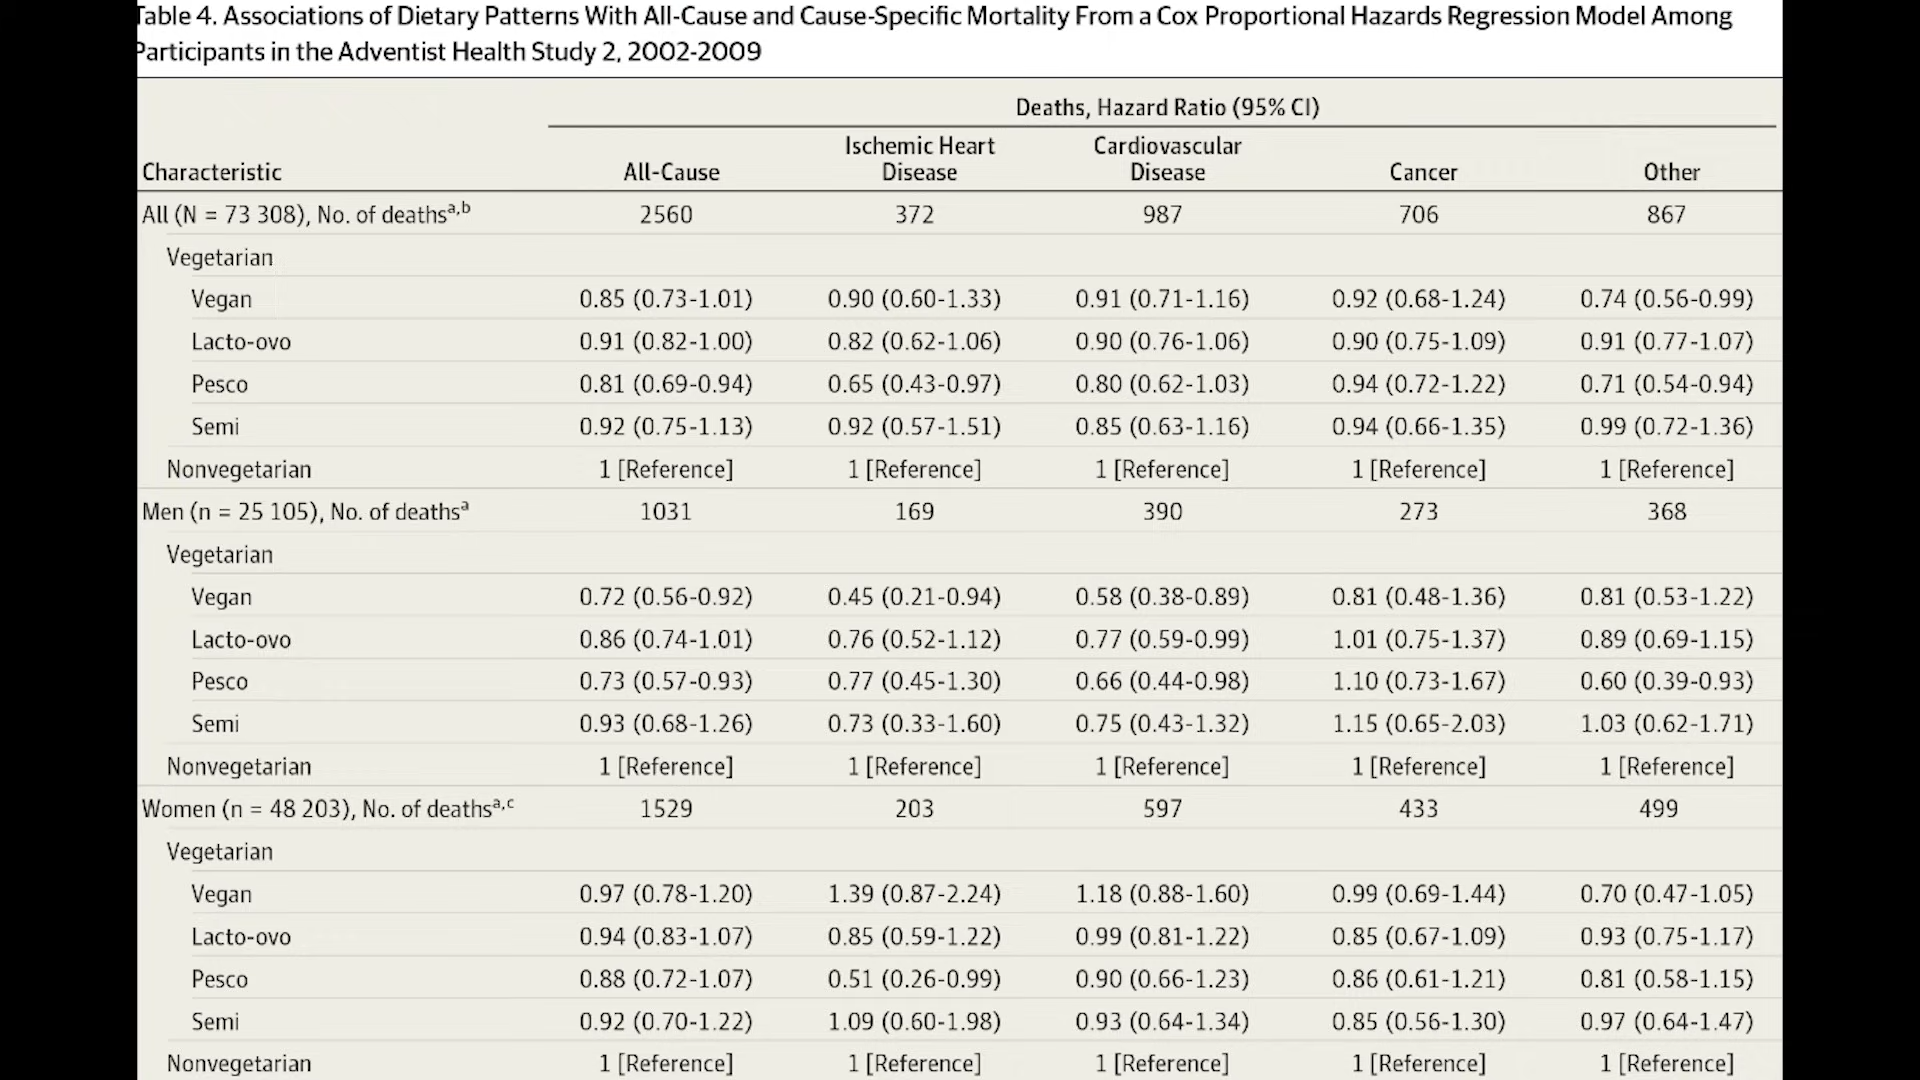 Table 4. Associations of Dietary Patterns With All-Cause and Cause-Specific Mortality From a Cox Proportional Hazards Regression Model Among
Participants in the Adventist Health Study 2, 2002-2009
Deaths, Hazard Ratio (95% CI)
Characteristic All-Cause Ischemic Heart Disease Cardiovascular Disease Cancer Other
All (N = 73 308), No. of deathsa,b 2560 372 987 706 867
Vegetarian
Vegan 0.85 (0.73-1.01) 0.90 (0.60-1.33) 0.91 (0.71-1.16) 0.92 (0.68-1.24) 0.74 (0.56-0.99)
Lacto-ovo 0.91 (0.82-1.00) 0.82 (0.62-1.06) 0.90 (0.76-1.06) 0.90 (0.75-1.09) 0.91 (0.77-1.07)
Pesco 0.81 (0.69-0.94) 0.65 (0.43-0.97) 0.80 (0.62-1.03) 0.94 (0.72-1.22) 0.71 (0.54-0.94)
Semi 0.92 (0.75-1.13) 0.92 (0.57-1.51) 0.85 (0.63-1.16) 0.94 (0.66-1.35) 0.99 (0.72-1.36)
Nonvegetarian 1 [Reference] 1 [Reference] 1 [Reference] 1 [Reference] 1 [Reference]
Men (n = 25 105), No. of deathsa 1031 169 390 273 368
Vegetarian
Vegan 0.72 (0.56-0.92) 0.45 (0.21-0.94) 0.58 (0.38-0.89) 0.81 (0.48-1.36) 0.81 (0.53-1.22)
Lacto-ovo 0.86 (0.74-1.01) 0.76 (0.52-1.12) 0.77 (0.59-0.99) 1.01 (0.75-1.37) 0.89 (0.69-1.15)
Pesco 0.73 (0.57-0.93) 0.77 (0.45-1.30) 0.66 (0.44-0.98) 1.10 (0.73-1.67) 0.60 (0.39-0.93)
Semi 0.93 (0.68-1.26) 0.73 (0.33-1.60) 0.75 (0.43-1.32) 1.15 (0.65-2.03) 1.03 (0.62-1.71)
Nonvegetarian 1 [Reference] 1 [Reference] 1 [Reference] 1 [Reference] 1 [Reference]
Women (n = 48 203), No. of deathsa,c 1529 203 597 433 499
Vegetarian
Vegan 0.97 (0.78-1.20) 1.39 (0.87-2.24) 1.18 (0.88-1.60) 0.99 (0.69-1.44) 0.70 (0.47-1.05)
Lacto-ovo 0.94 (0.83-1.07) 0.85 (0.59-1.22) 0.99 (0.81-1.22) 0.85 (0.67-1.09) 0.93 (0.75-1.17)
Pesco 0.88 (0.72-1.07) 0.51 (0.26-0.99) 0.90 (0.66-1.23) 0.86 (0.61-1.21) 0.81 (0.58-1.15)
Semi 0.92 (0.70-1.22) 1.09 (0.60-1.98) 0.93 (0.64-1.34) 0.85 (0.56-1.30) 0.97 (0.64-1.47)
Nonvegetarian 1 [Reference] 1 [Reference] 1 [Reference] 1 [Reference] 1 [Reference]